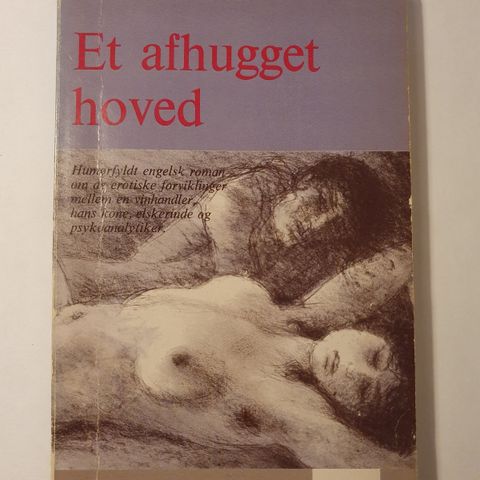 Et afhugget
hoved
Humørfyldt engelsk roman
om de erotiske forviklinger
mellem en vinhandler,
hans kone, elskerinde og
psykoanalytiker.